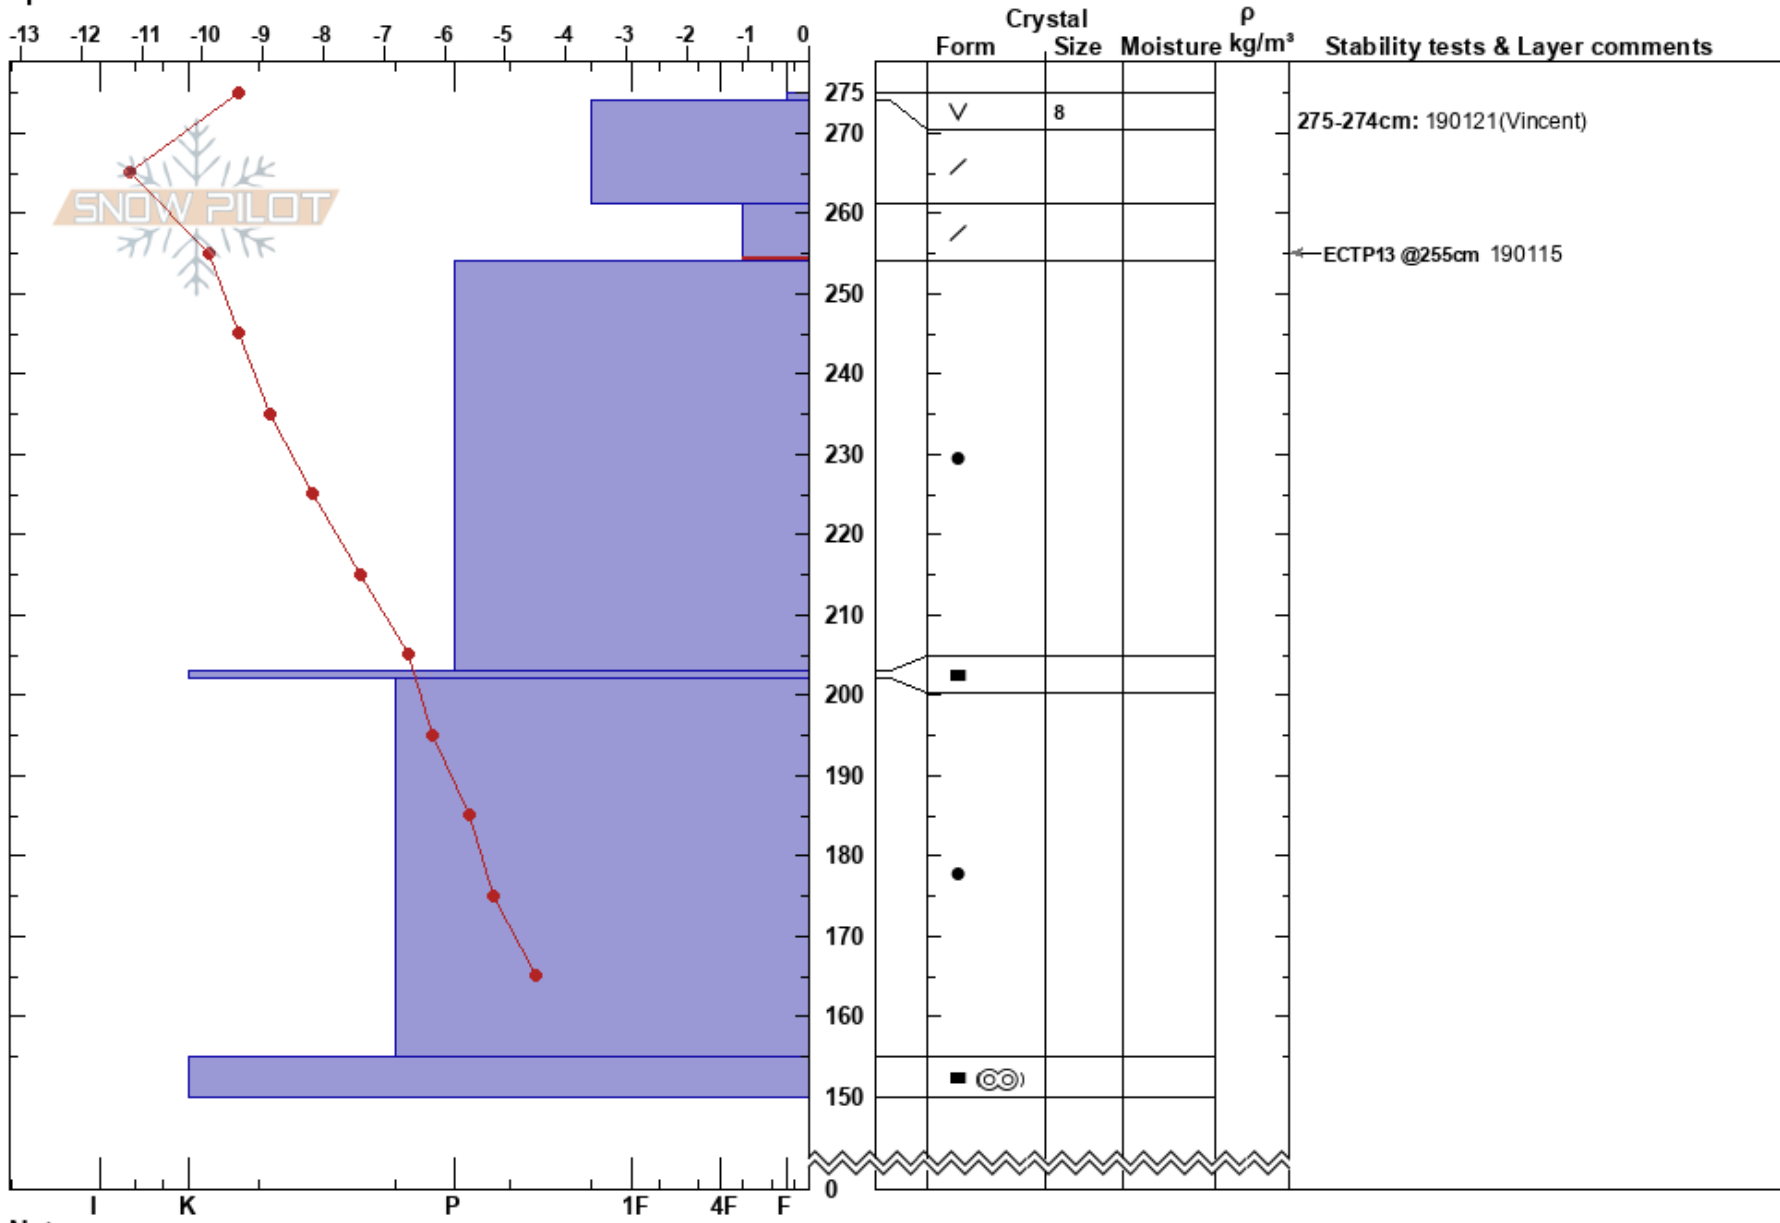 Crystal ρ
-13 -12 -11 -10 -9 -8 -7 -6 -5 -4 -3 -2 -1 0 Form Size Moisture kg/m³ Stability tests & Layer comments
275
8
275-274cm: 190121(Vincent)
270
SNOW PILOT
260
ECTP13 @255cm 190115
250
240
230
220
210
200
190
180
170
160
150
0
I K P 1F 4F F